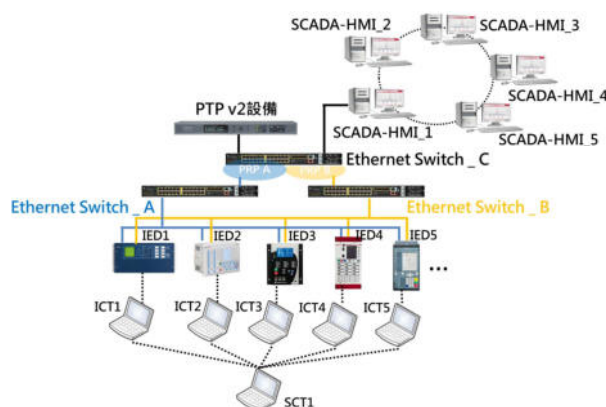 SCADA-HMI_2
SCADA-HMI_3
SCADA-HMI_4
SCADA-HMI_1
SCADA-HMI_5
PTP v2設備
Ethernet Switch _ C
PRP A
PRP B
Ethernet Switch _ A
Ethernet Switch _ B
IED1
IED2
IED3
IED4
IED5
...
ICT1
ICT2
ICT3
ICT4
ICT5
SCT1